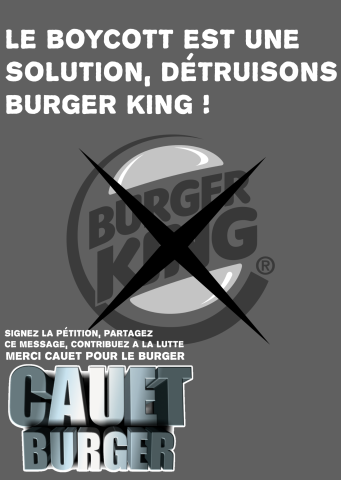 LE BOYCOTT EST UNE
SOLUTION, DÉTRUISONS
BURGER KING !
BURGER
KING
®
SIGNEZ LA PÉTITION, PARTAGEZ
CE MESSAGE, CONTRIBUEZ A LA LUTTE
MERCI CAUET POUR LE BURGER
CAUET
BURGER